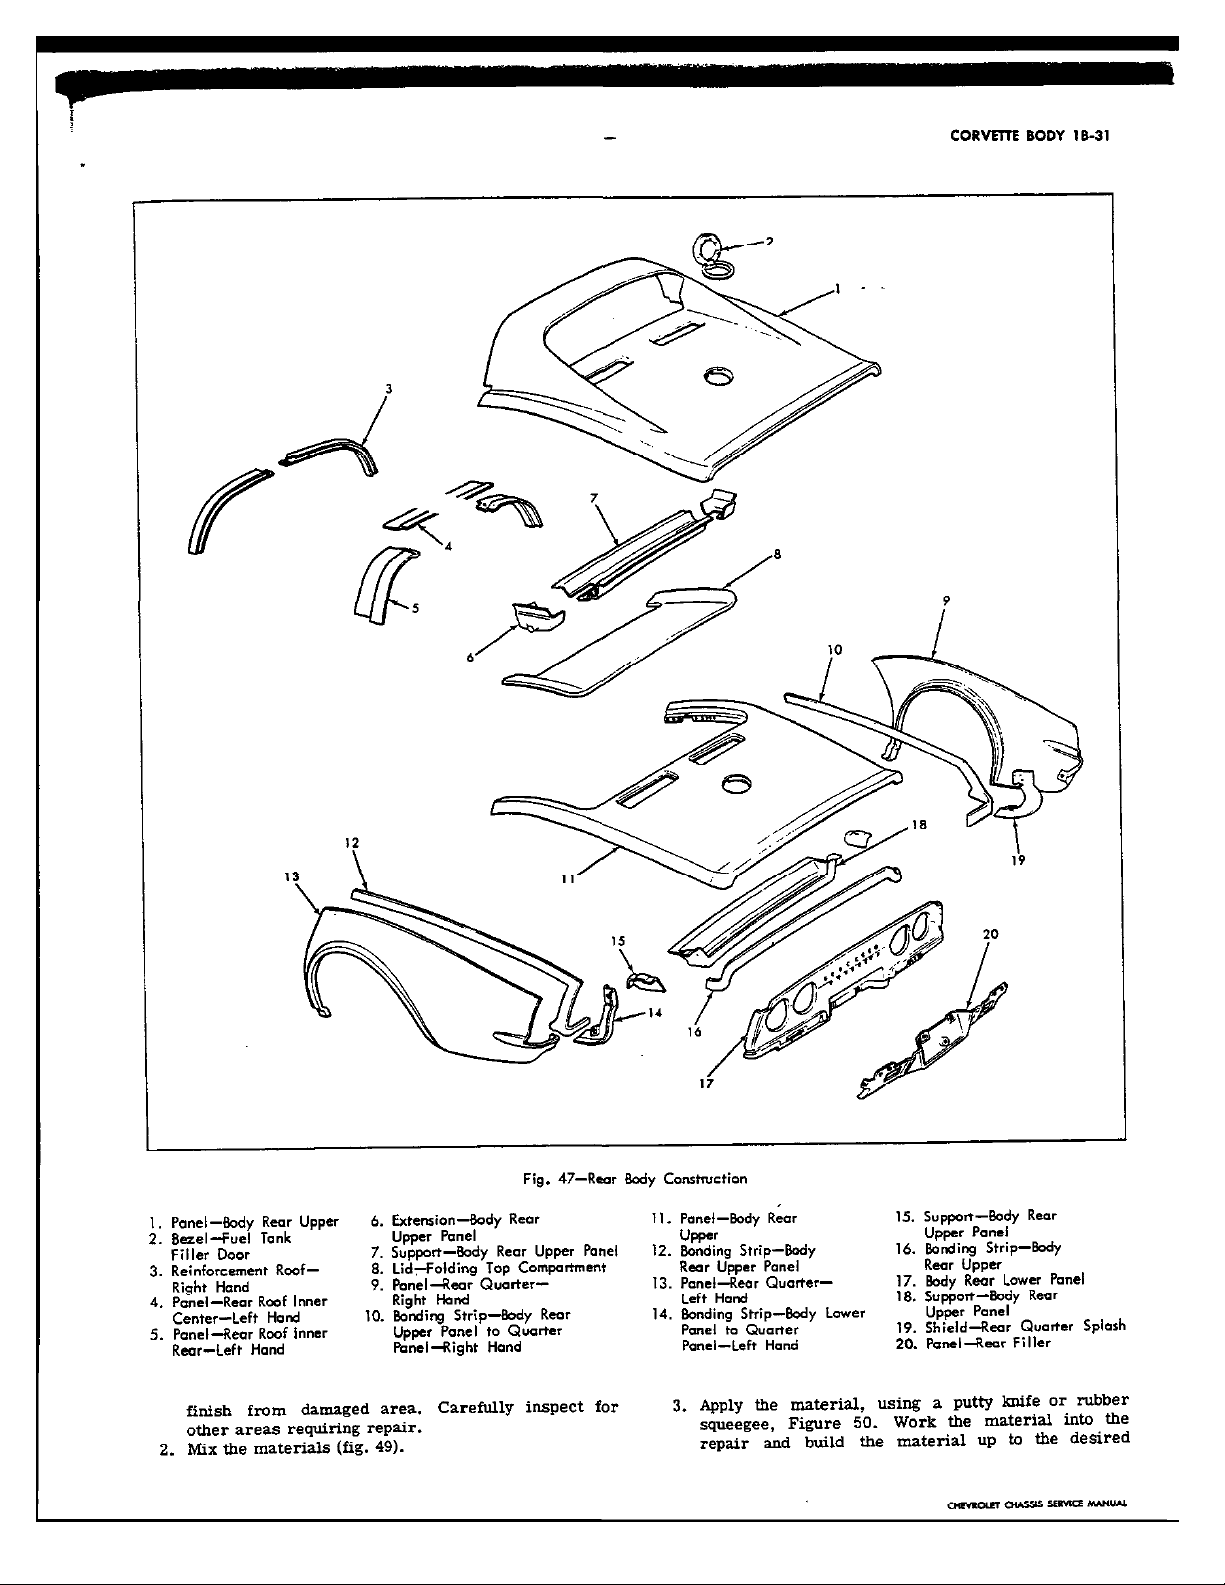 CORVETTE BODY 1B-31
2
1
3
7
4
8
5
9
6
10
18
12
19
11
13
15
20
14
16
17
Fig. 47—Rear Body Construction
1. Panel—Body Rear Upper
2. Bezel—Fuel Tank
Filler Door
3. Reinforcement Roof—
Right Hand
4. Panel—Rear Roof Inner
Center—Left Hand
5. Panel—Rear Roof inner
Rear—Left Hand
6. Extension—Body Rear
Upper Panel
7. Support—Body Rear Upper Panel
8. Lid—Folding Top Compartment
9. Panel—Rear Quarter—
Right Hand
10. Bonding Strip—Body Rear
Upper Panel to Quarter
Panel—Right Hand
11. Panel—Body Rear
Upper
12. Bonding Strip—Body
Rear Upper Panel
13. Panel—Rear Quarter—
Left Hand
14. Bonding Strip—Body Lower
Panel to Quarter
Panel—Left Hand
15. Support—Body Rear
Upper Panel
16. Bonding Strip—Body
Rear Upper
17. Body Rear Lower Panel
18. Support—Body Rear
Upper Panel
19. Shield—Rear Quarter Splash
20. Panel—Rear Filler
finish from damaged area. Carefully inspect for
other areas requiring repair.
2. Mix the materials (fig. 49).
3. Apply the material, using a putty knife or rubber
squeegee, Figure 50. Work the material into the
repair and build the material up to the desired
CHEVROLET CHASSIS SERVICE MANUAL